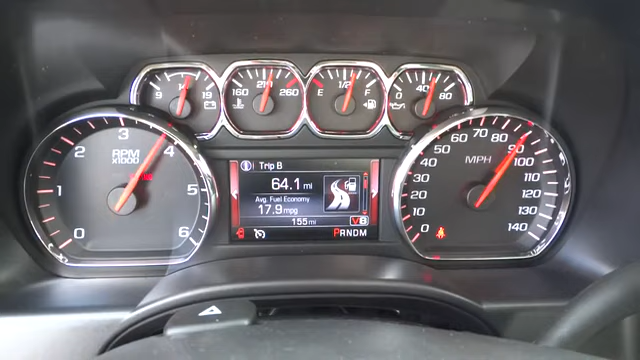 9 14 19
160 210 260
E 1/2 F
0 40 80
0 1 2 3 4 5 6
RPM
x1000
Trip B
64.1 mi
Avg. Fuel Economy
17.9 mpg
155 mi
V8
PRNDM
0 10 20 30 40 50 60 70 80 90 100 110 120 130 140
MPH